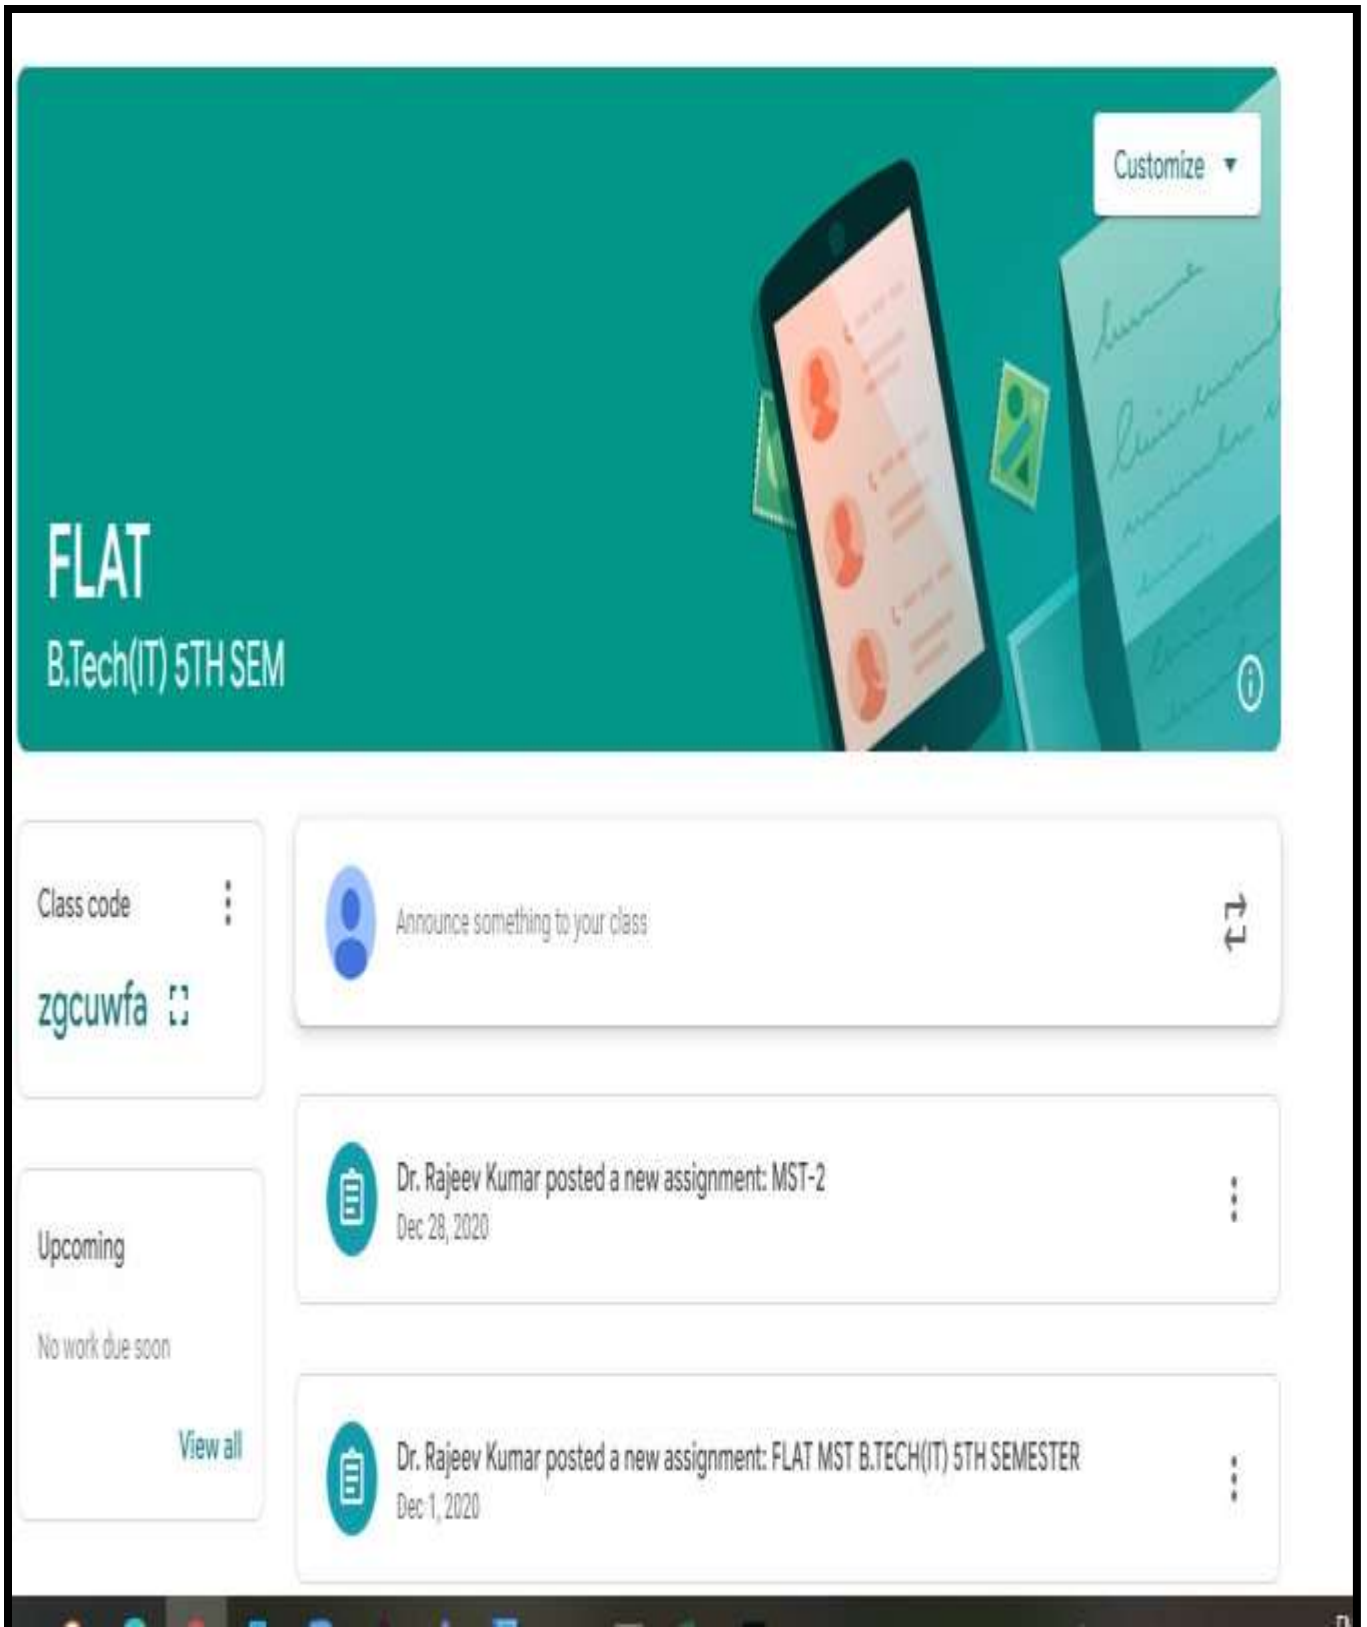 Customize
FLAT
B.Tech(IT) 5TH SEM
Class code
zgcuwfa
Announce something to your class
Dr. Rajeev Kumar posted a new assignment: MST-2
Dec 28, 2020
Upcoming
No work due soon
View all
Dr. Rajeev Kumar posted a new assignment: FLAT MST B.TECH(IT) 5TH SEMESTER
Dec 1, 2020